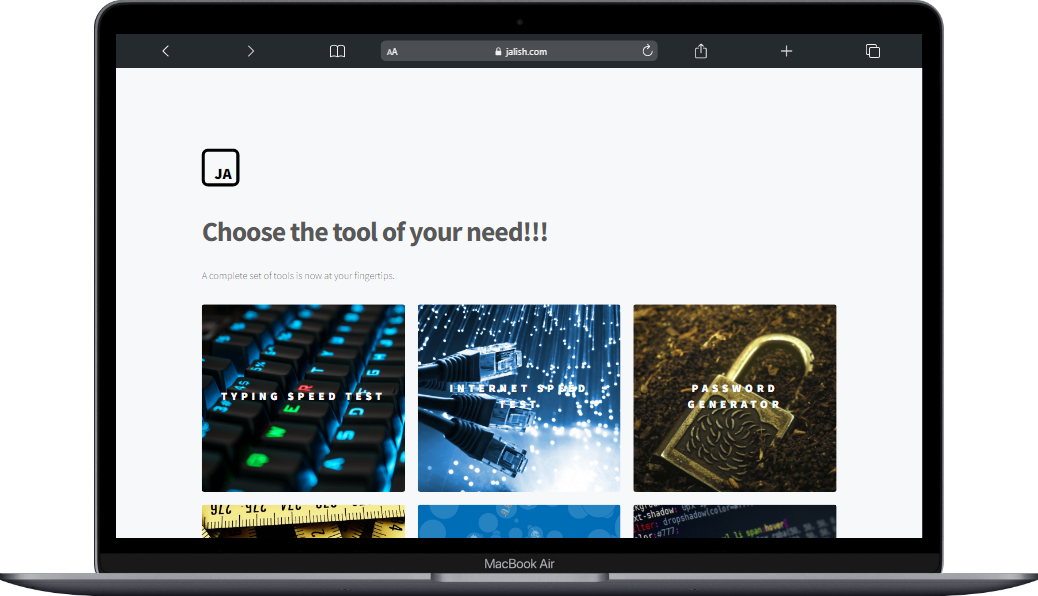 AA
jalish.com
JA
Choose the tool of your need!!!
A complete set of tools is now at your fingertips.
TYPING SPEED TEST
INTERNET SPEED
TEST
PASSWORD
GENERATOR
hover
MacBook Air